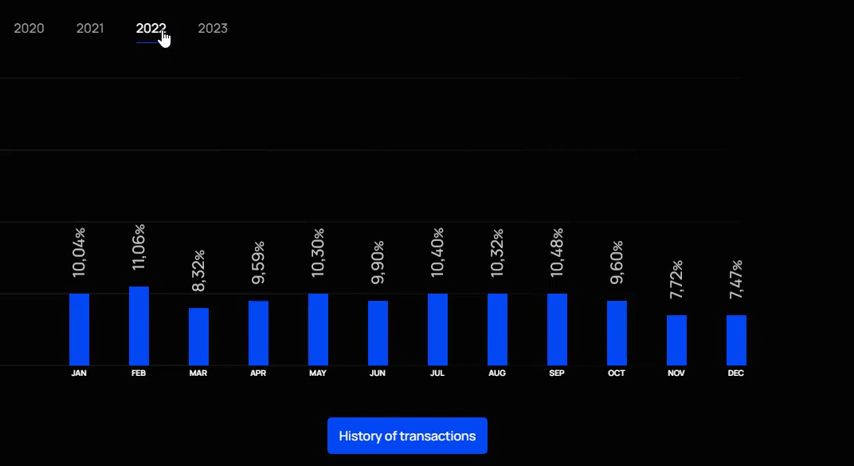 2020 2021 2022 2023
10,04% 11,06% 8,32% 9,59% 10,30% 9,90% 10,40% 10,32% 10,48% 9,60% 7,72% 7,47%
JAN FEB MAR APR MAY JUN JUL AUG SEP OCT NOV DEC
History of transactions